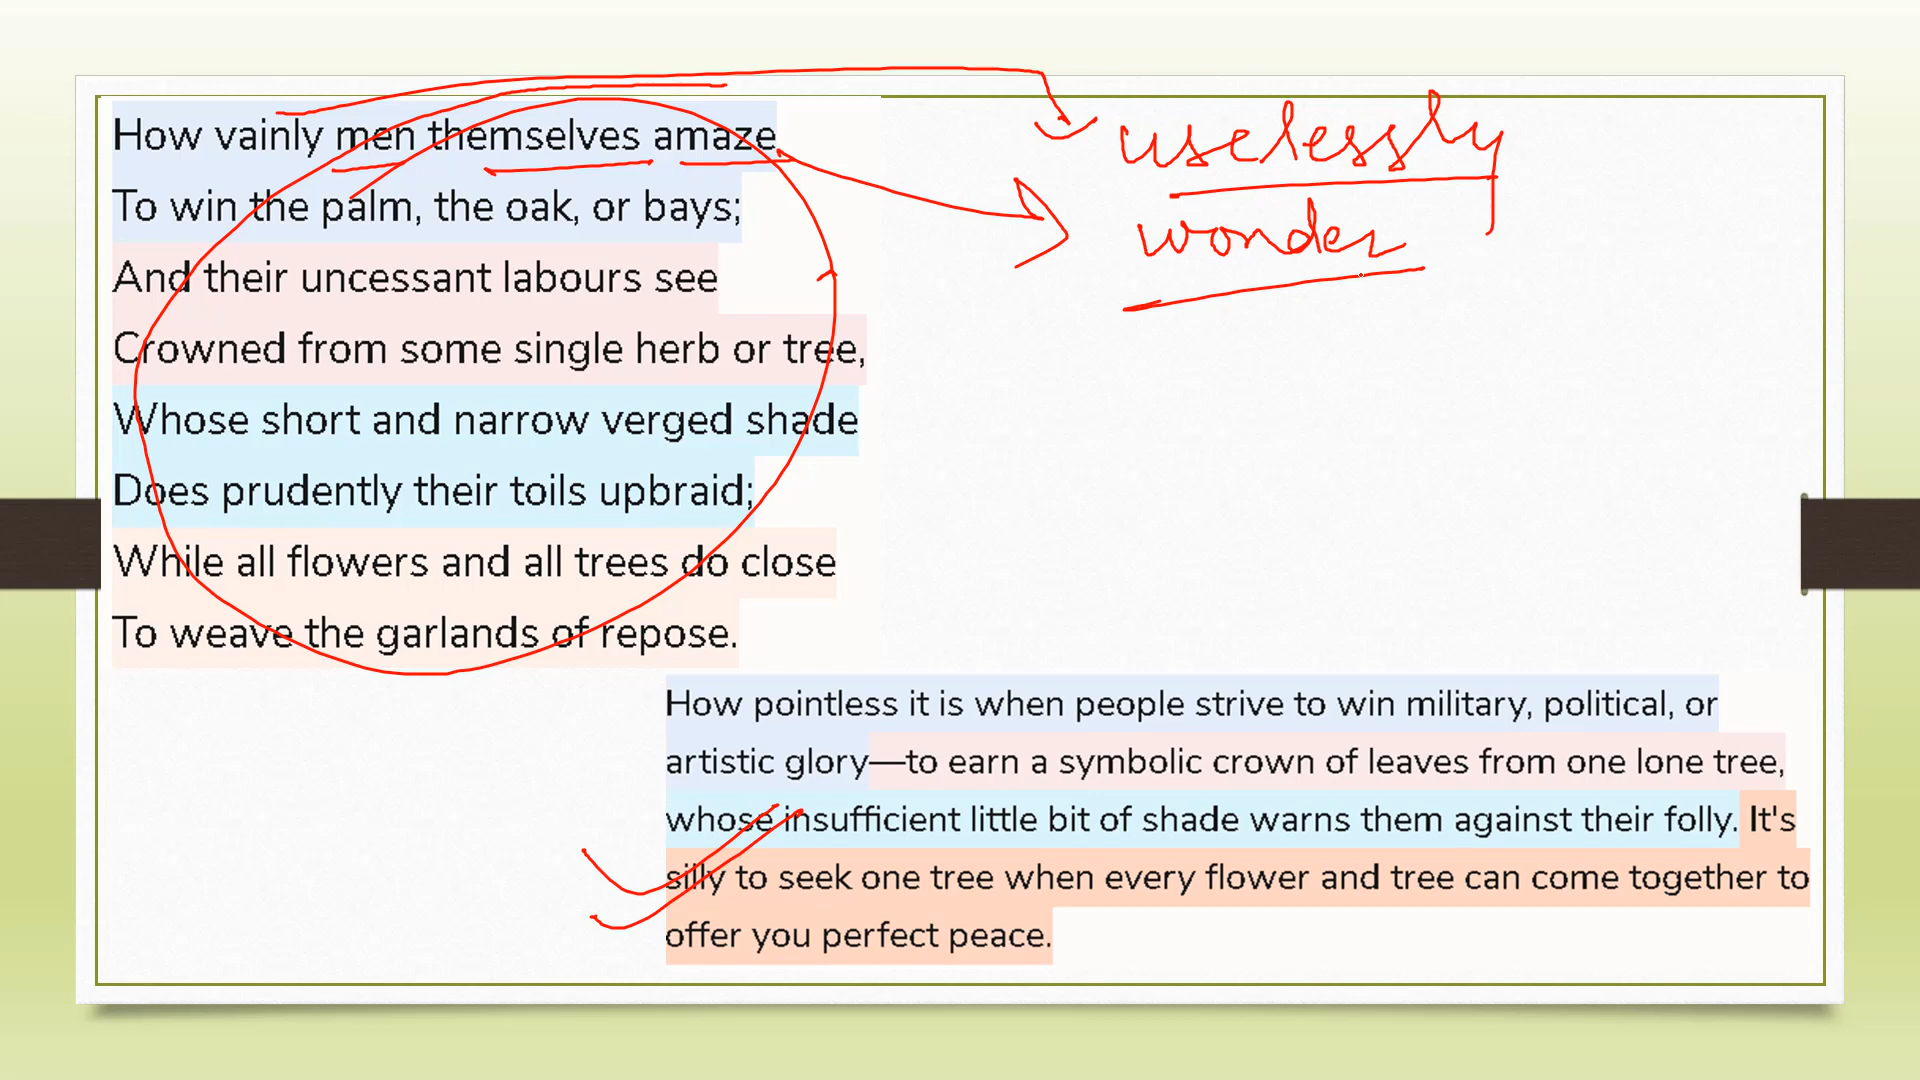 How vainly men themselves amaze
To win the palm, the oak, or bays;
And their uncessant labours see
Crowned from some single herb or tree,
Whose short and narrow verged shade
Does prudently their toils upbraid;
While all flowers and all trees do close
To weave the garlands of repose.
uselessly
wonder
How pointless it is when people strive to win military, political, or
artistic glory—to earn a symbolic crown of leaves from one lone tree,
whose insufficient little bit of shade warns them against their folly. It's
silly to seek one tree when every flower and tree can come together to
offer you perfect peace.